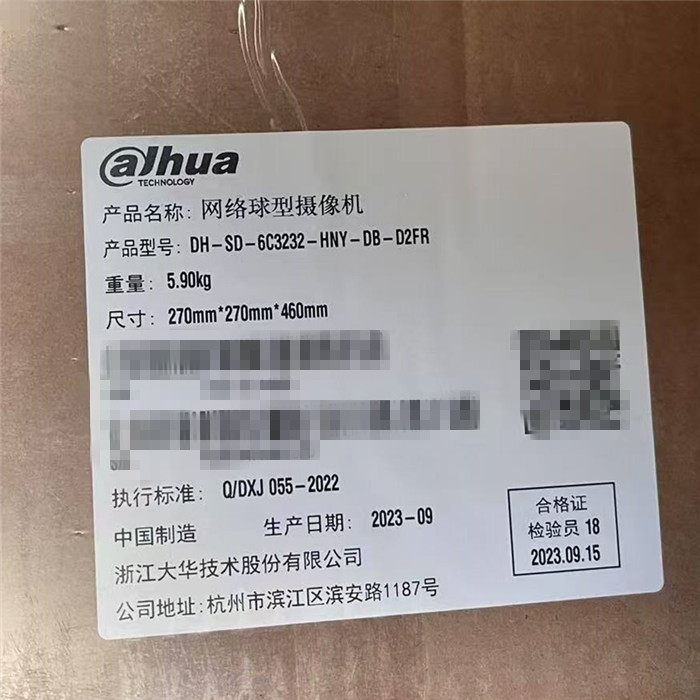 alhua
TECHNOLOGY
产品名称: 网络球型摄像机
产品型号: DH-SD-6C3232-HNY-DB-D2FR
重量: 5.90kg
尺寸: 270mm*270mm*460mm
执行标准: Q/DXJ 055-2022
中国制造 生产日期: 2023-09
浙江大华技术股份有限公司
公司地址: 杭州市滨江区滨安路1187号
合格证
检验员 18
2023.09.15